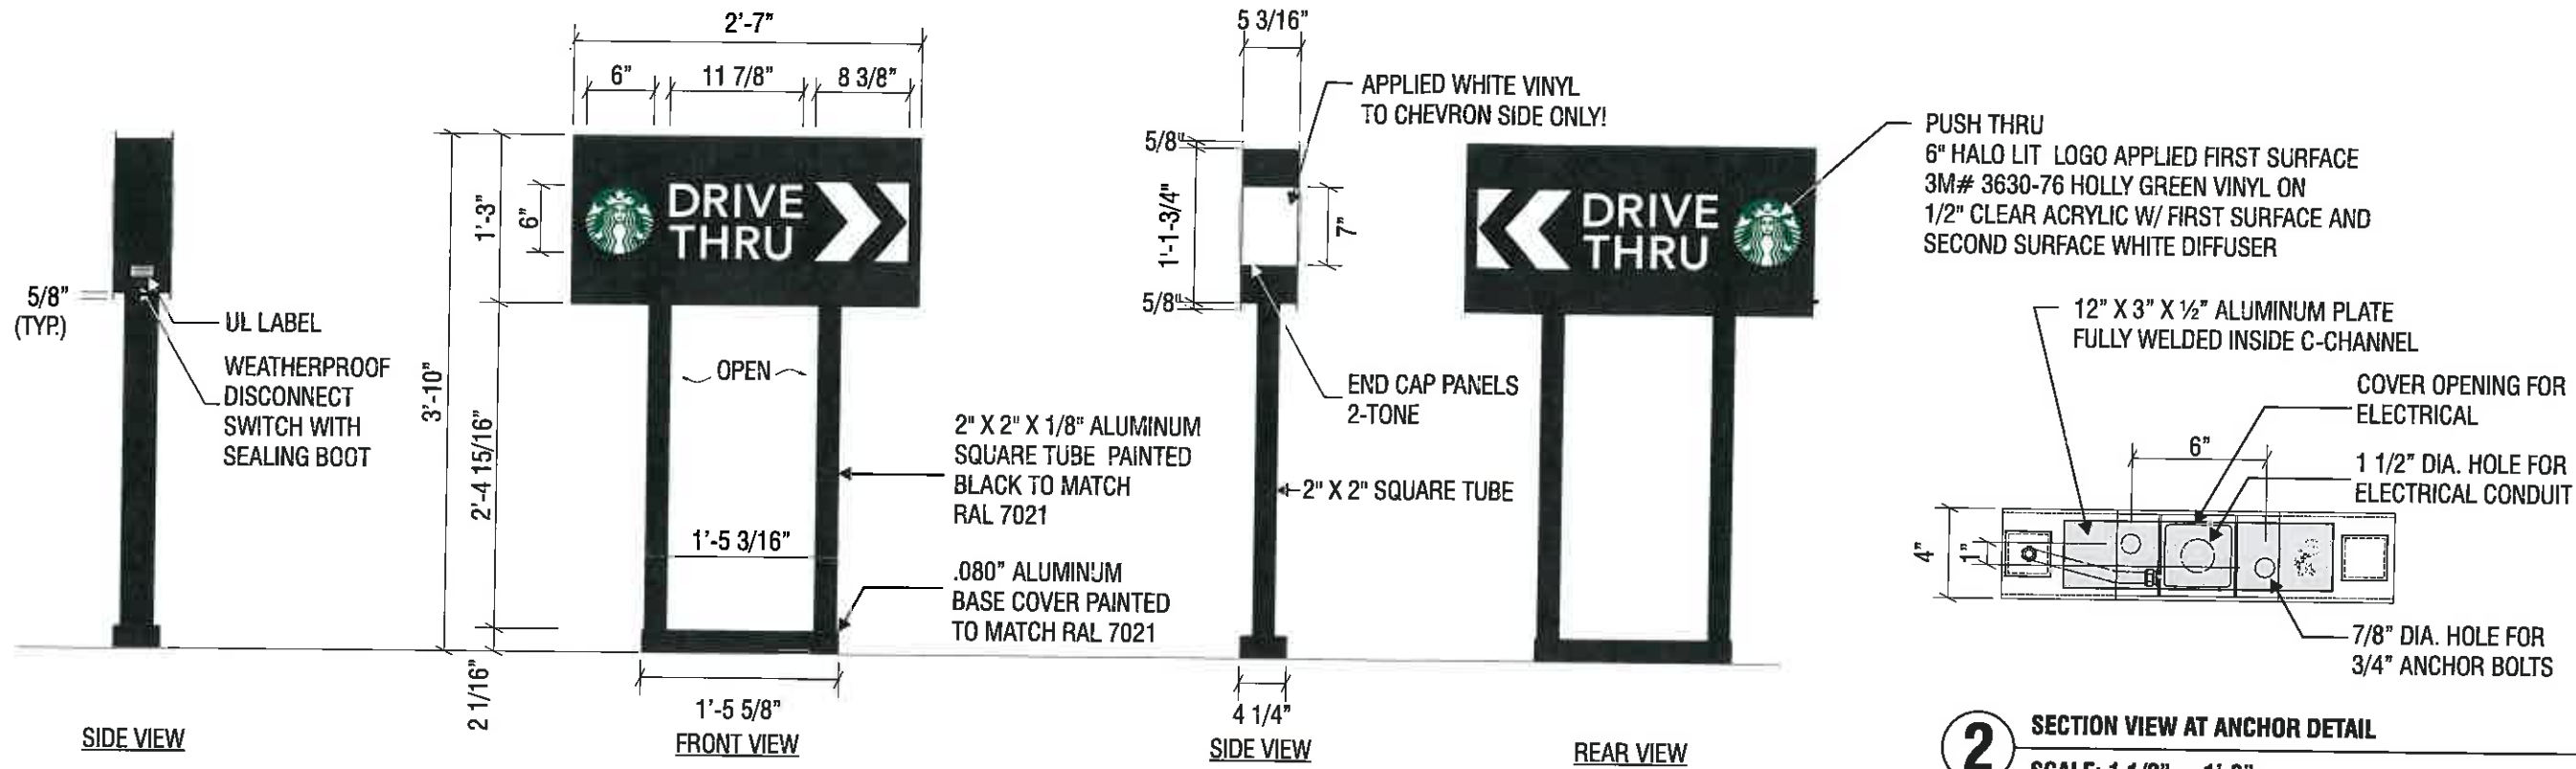 2'-7"
6"
11 7/8"
8 3/8"
DRIVE
THRU
6"
1'-3"
3'-10"
2'-4 15/16"
2 1/16"
OPEN
1'-5 3/16"
1'-5 5/8"
5/8"
(TYP.)
UL LABEL
WEATHERPROOF
DISCONNECT
SWITCH WITH
SEALING BOOT
2" X 2" X 1/8" ALUMINUM
SQUARE TUBE PAINTED
BLACK TO MATCH
RAL 7021
.080" ALUMINUM
BASE COVER PAINTED
TO MATCH RAL 7021
SIDE VIEW
FRONT VIEW
5 3/16"
APPLIED WHITE VINYL
TO CHEVRON SIDE ONLY!
5/8"
1'-1-3/4"
7"
5/8"
END CAP PANELS
2-TONE
2" X 2" SQUARE TUBE
4 1/4"
SIDE VIEW
DRIVE
THRU
REAR VIEW
PUSH THRU
6" HALO LIT LOGO APPLIED FIRST SURFACE
3M# 3630-76 HOLLY GREEN VINYL ON
1/2" CLEAR ACRYLIC W/ FIRST SURFACE AND
SECOND SURFACE WHITE DIFFUSER
12" X 3" X ½" ALUMINUM PLATE
FULLY WELDED INSIDE C-CHANNEL
COVER OPENING FOR
ELECTRICAL
6"
1 1/2" DIA. HOLE FOR
ELECTRICAL CONDUIT
4"
1"
7/8" DIA. HOLE FOR
3/4" ANCHOR BOLTS
2
SECTION VIEW AT ANCHOR DETAIL